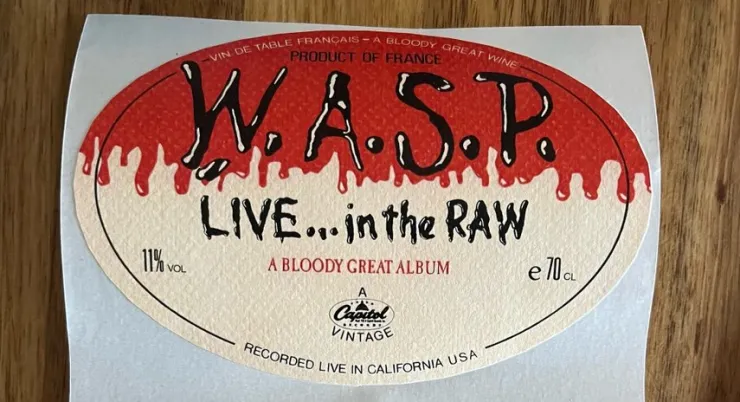 VIN DE TABLE FRANÇAIS – A BLOODY GREAT WINE
PRODUCT OF FRANCE
W.A.S.P.
LIVE...in the RAW
11% VOL
A BLOODY GREAT ALBUM
e 70 CL
A
Capitol
RECORDS
VINTAGE
RECORDED LIVE IN CALIFORNIA USA